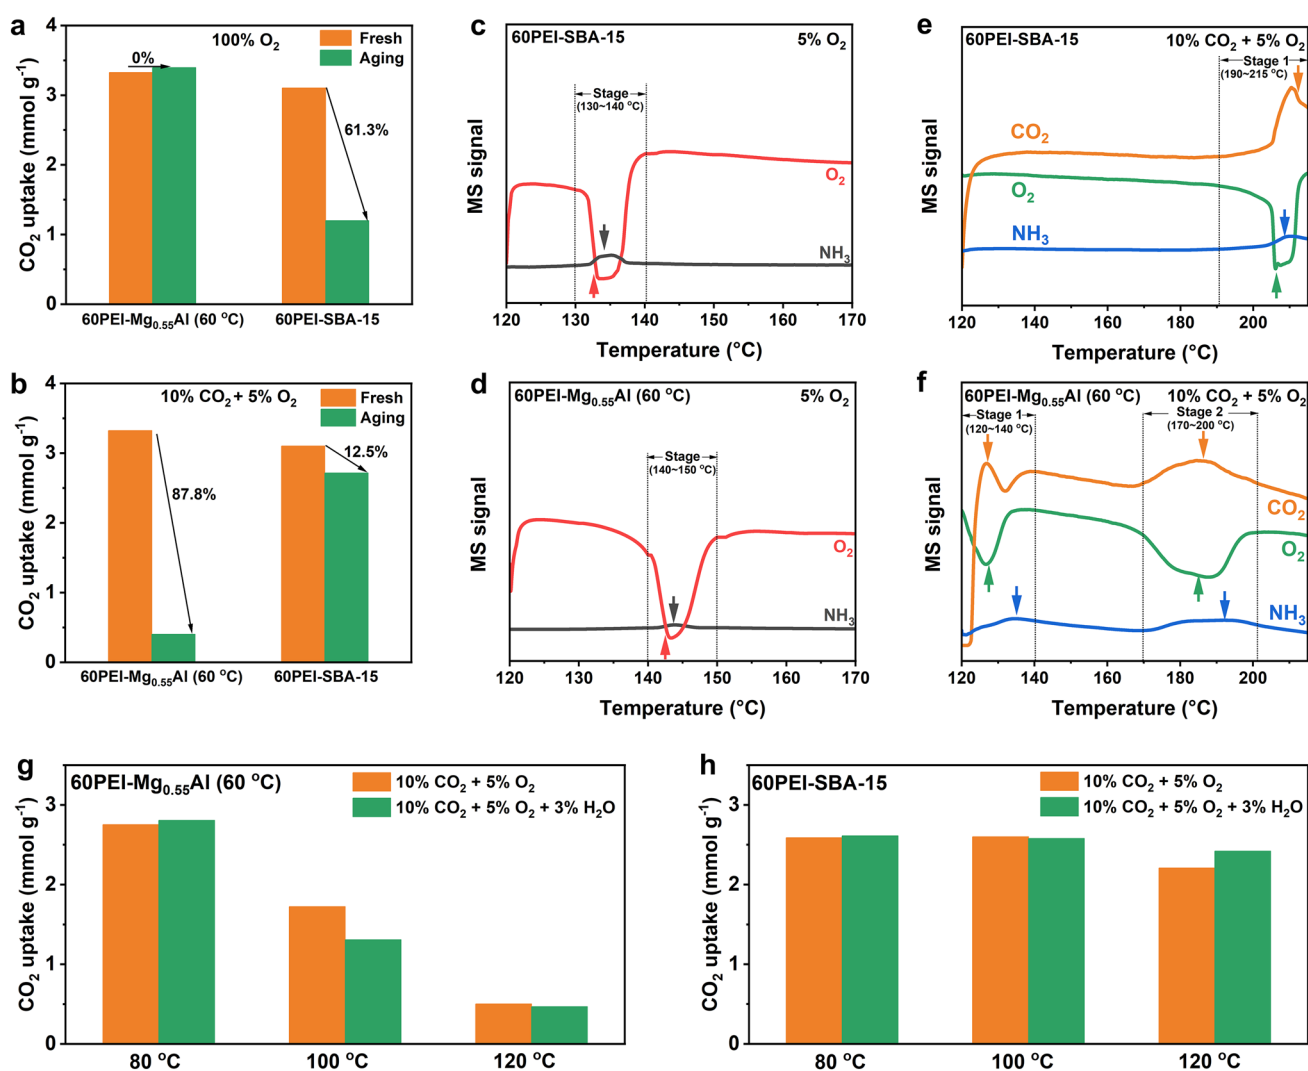 a
100% O₂
Fresh
Aging
0%
61.3%
CO₂ uptake (mmol g⁻¹)
4
3
2
1
0
60PEI-Mg₀.₅₅Al (60 °C)
60PEI-SBA-15
c
60PEI-SBA-15
5% O₂
Stage
(130~140 °C)
O₂
NH₃
MS signal
120
130
140
150
160
170
Temperature (°C)
e
60PEI-SBA-15
10% CO₂ + 5% O₂
Stage 1
(190~215 °C)
CO₂
O₂
NH₃
MS signal
120
140
160
180
200
Temperature (°C)
b
10% CO₂ + 5% O₂
Fresh
Aging
87.8%
12.5%
CO₂ uptake (mmol g⁻¹)
4
3
2
1
0
60PEI-Mg₀.₅₅Al (60 °C)
60PEI-SBA-15
d
60PEI-Mg₀.₅₅Al (60 °C)
5% O₂
Stage
(140~150 °C)
O₂
NH₃
MS signal
120
130
140
150
160
170
Temperature (°C)
f
60PEI-Mg₀.₅₅Al (60 °C)
10% CO₂ + 5% O₂
Stage 1
(120~140 °C)
Stage 2
(170~200 °C)
CO₂
O₂
NH₃
MS signal
120
140
160
180
200
Temperature (°C)
g
60PEI-Mg₀.₅₅Al (60 °C)
10% CO₂ + 5% O₂
10% CO₂ + 5% O₂ + 3% H₂O
CO₂ uptake (mmol g⁻¹)
3
2
1
0
80 °C
100 °C
120 °C
h
60PEI-SBA-15
10% CO₂ + 5% O₂
10% CO₂ + 5% O₂ + 3% H₂O
CO₂ uptake (mmol g⁻¹)
3
2
1
0
80 °C
100 °C
120 °C